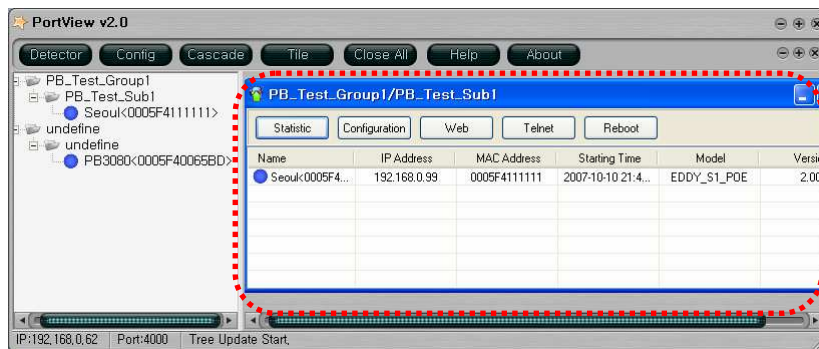 PortView v2.0
Detector Config Cascade Tile Close All Help About
PB_Test_Group1
PB_Test_Sub1
Seoul<0005F4111111>
undefine
undefine
PB3080<0005F40065BD>
PB_Test_Group1/PB_Test_Sub1
Statistic Configuration Web Telnet Reboot
Name IP Address MAC Address Starting Time Model Versi
Seoul<0005F4... 192.168.0.99 0005F4111111 2007-10-10 21:4... EDDY_S1_POE 2.00
IP:192,168,0,62 Port:4000 Tree Update Start,